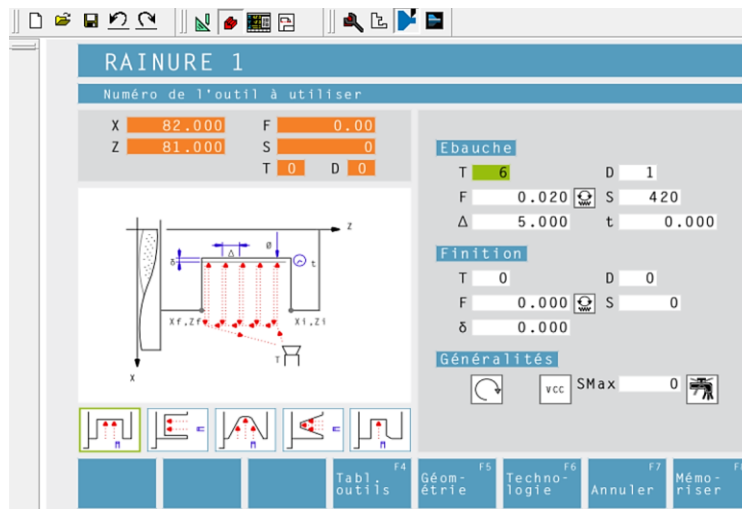 RAINURE 1
Numéro de l'outil à utiliser
X 82.000 F 0.00
Z 81.000 S 0
T 0 D 0
Ebauche
T 6 D 1
F 0.020 S 420
Δ 5.000 t 0.000
Finition
T 0 D 0
F 0.000 S 0
δ 0.000
Généralités
VCC SMax 0
Z
Δ ø
δ t
Xf,Zf Xi,Zi
T
X
F4 F5 F6 F7
Tabl. Géom- Techno- Annuler Mémo-
outils étrie logie riser